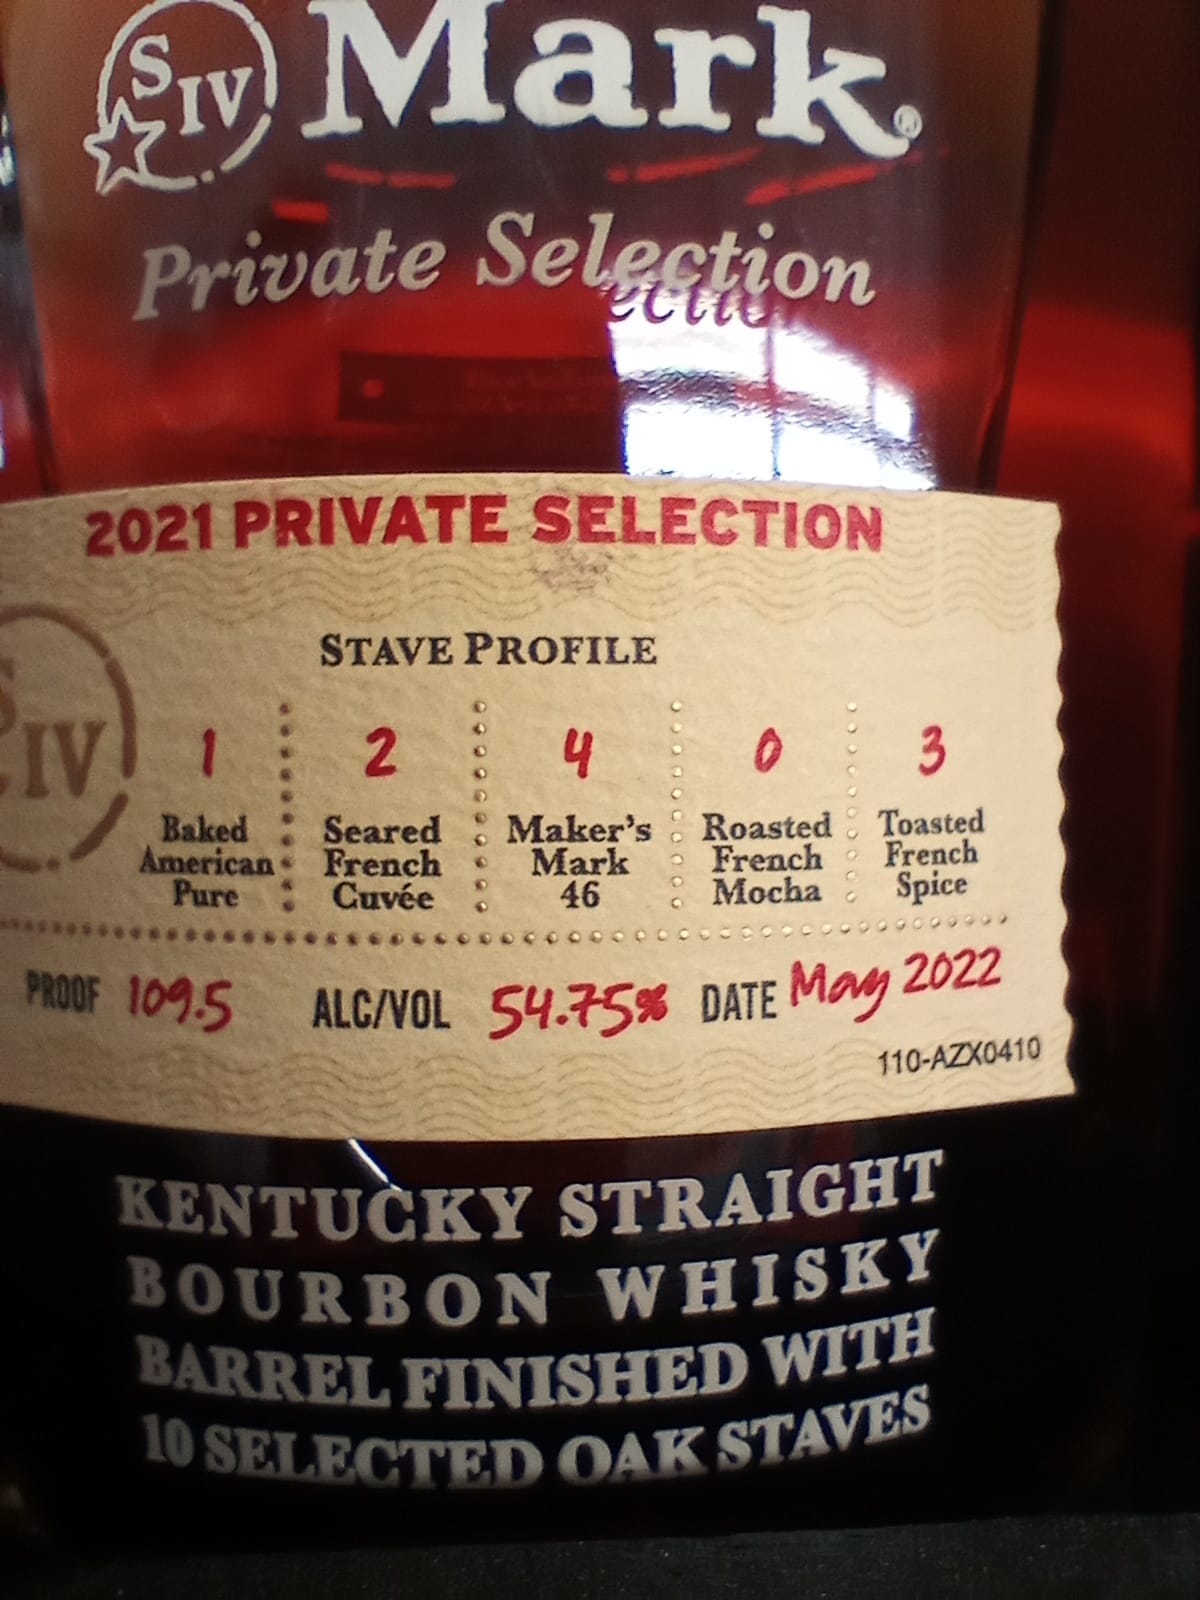 S IV Mark®
Private Selection
2021 PRIVATE SELECTION
STAVE PROFILE
S IV
1 2 4 0 3
Baked Seared Maker's Roasted Toasted
American French Mark French French
Pure Cuvée 46 Mocha Spice
PROOF 109.5 ALC/VOL 54.75% DATE May 2022
110-AZX0410
KENTUCKY STRAIGHT
BOURBON WHISKY
BARREL FINISHED WITH
10 SELECTED OAK STAVES